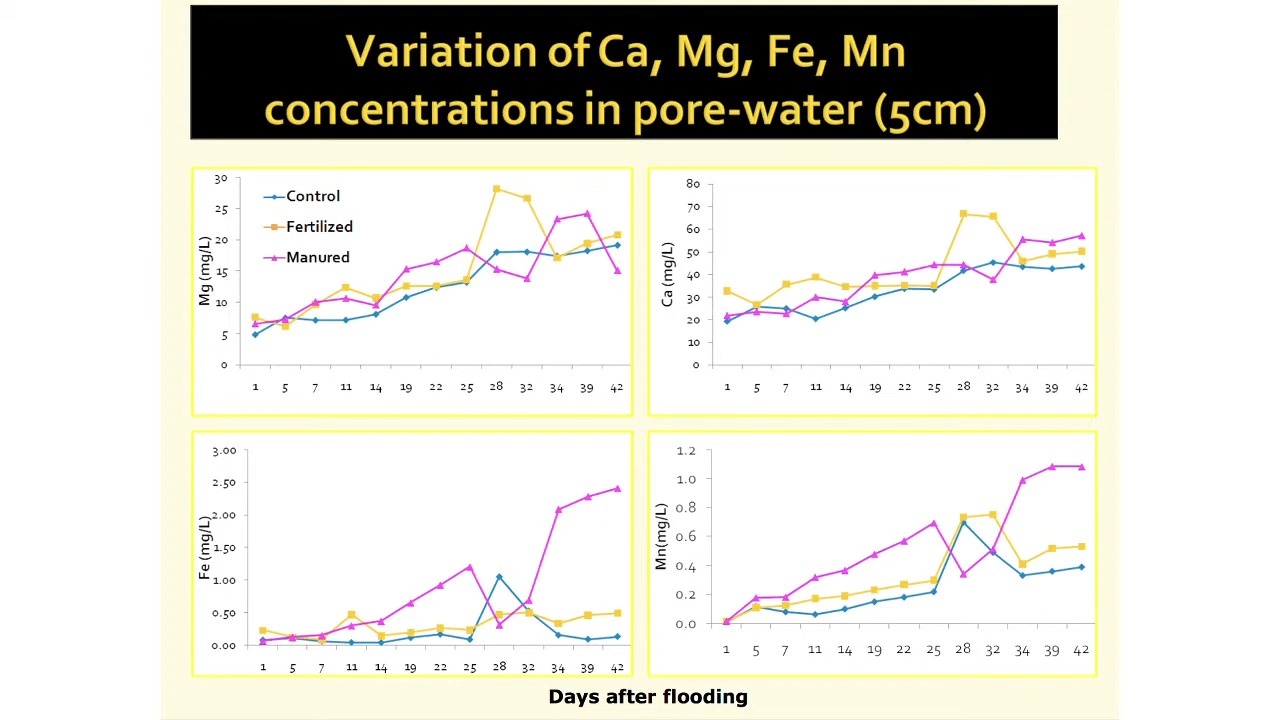 Variation of Ca, Mg, Fe, Mn
concentrations in pore-water (5cm)
Mg (mg/L)
30
25
20
15
10
5
0
Control
Fertilized
Manured
1 5 7 11 14 19 22 25 28 32 34 39 42
Ca (mg/L)
80
70
60
50
40
30
20
10
0
1 5 7 11 14 19 22 25 28 32 34 39 42
Fe (mg/L)
3.00
2.50
2.00
1.50
1.00
0.50
0.00
1 5 7 11 14 19 22 25 28 32 34 39 42
Mn(mg/L)
1.2
1.0
0.8
0.6
0.4
0.2
0.0
1 5 7 11 14 19 22 25 28 32 34 39 42
Days after flooding